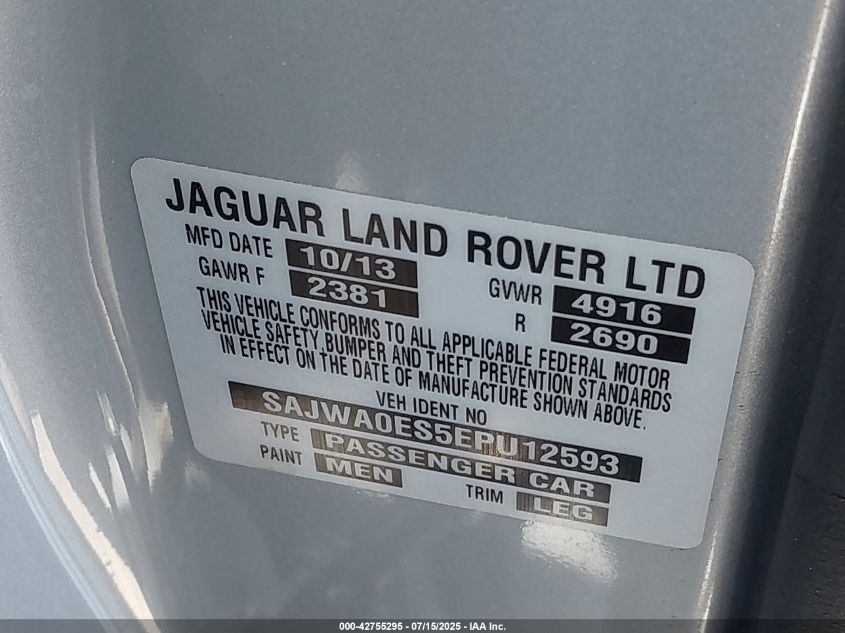 JAGUAR LAND ROVER LTD
MFD DATE 10/13 GVWR 4916
GAWR F 2381 R 2690
THIS VEHICLE CONFORMS TO ALL APPLICABLE FEDERAL MOTOR
VEHICLE SAFETY,BUMPER AND THEFT PREVENTION STANDARDS
IN EFFECT ON THE DATE OF MANUFACTURE SHOWN ABOVE.
VEH IDENT NO
SAJWA0ES5EPU12593
TYPE PASSENGER CAR
PAINT MEN TRIM LEG
000-42755295 - 07/15/2025 - IAA Inc.